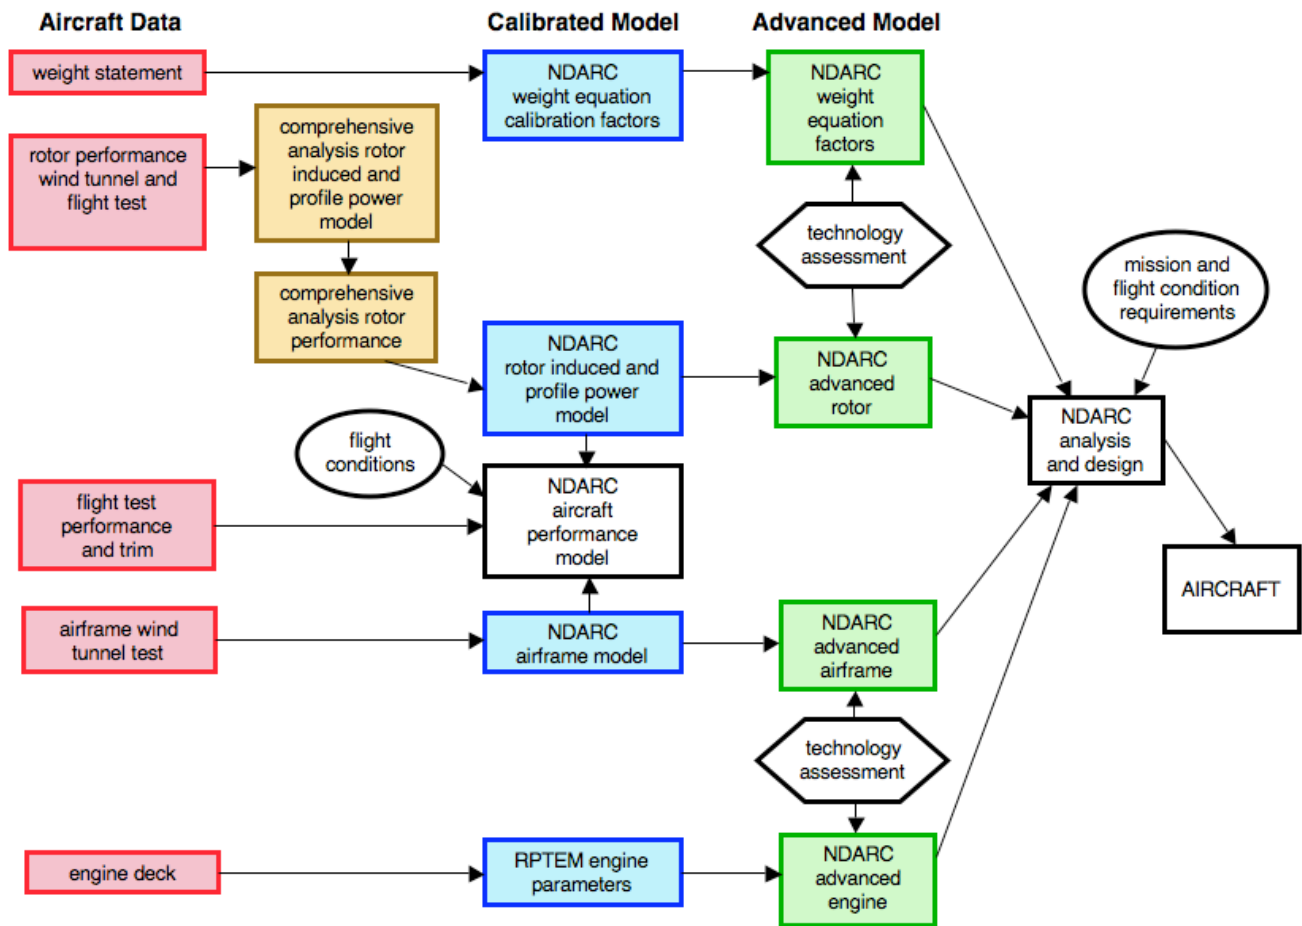 Aircraft Data
Calibrated Model
Advanced Model
weight statement
NDARC
weight equation
calibration factors
NDARC
weight
equation
factors
rotor performance
wind tunnel and
flight test
comprehensive
analysis rotor
induced and
profile power
model
technology
assessment
mission and
flight condition
requirements
comprehensive
analysis rotor
performance
NDARC
rotor induced and
profile power
model
NDARC
advanced
rotor
NDARC
analysis
and design
flight
conditions
flight test
performance
and trim
NDARC
aircraft
performance
model
AIRCRAFT
airframe wind
tunnel test
NDARC
airframe model
NDARC
advanced
airframe
technology
assessment
engine deck
RPTEM engine
parameters
NDARC
advanced
engine